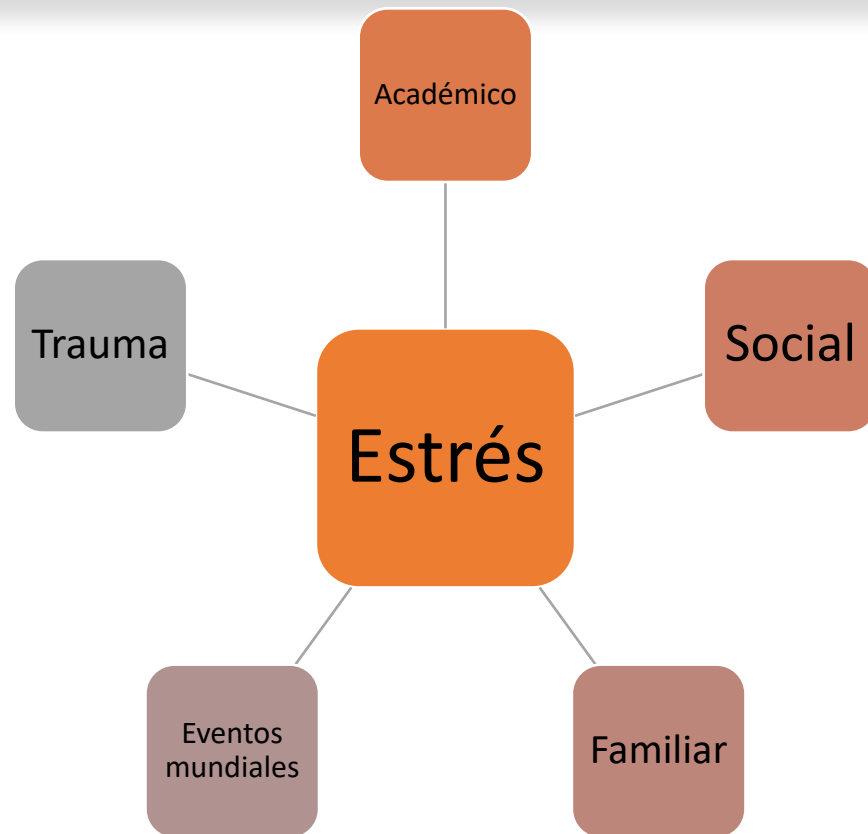 Académico
Trauma
Social
Estrés
Eventos
mundiales
Familiar